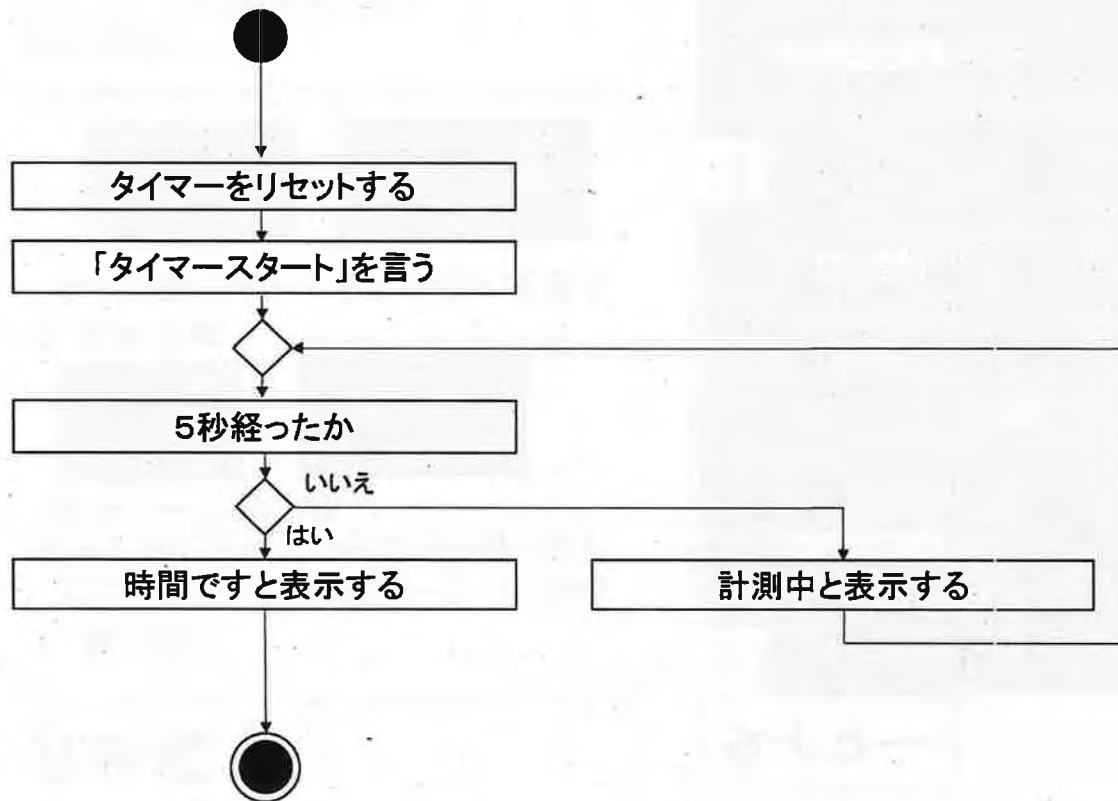 タイマーをリセットする
「タイマースタート」を言う
5秒経ったか
いいえ
はい
時間ですと表示する
計測中と表示する